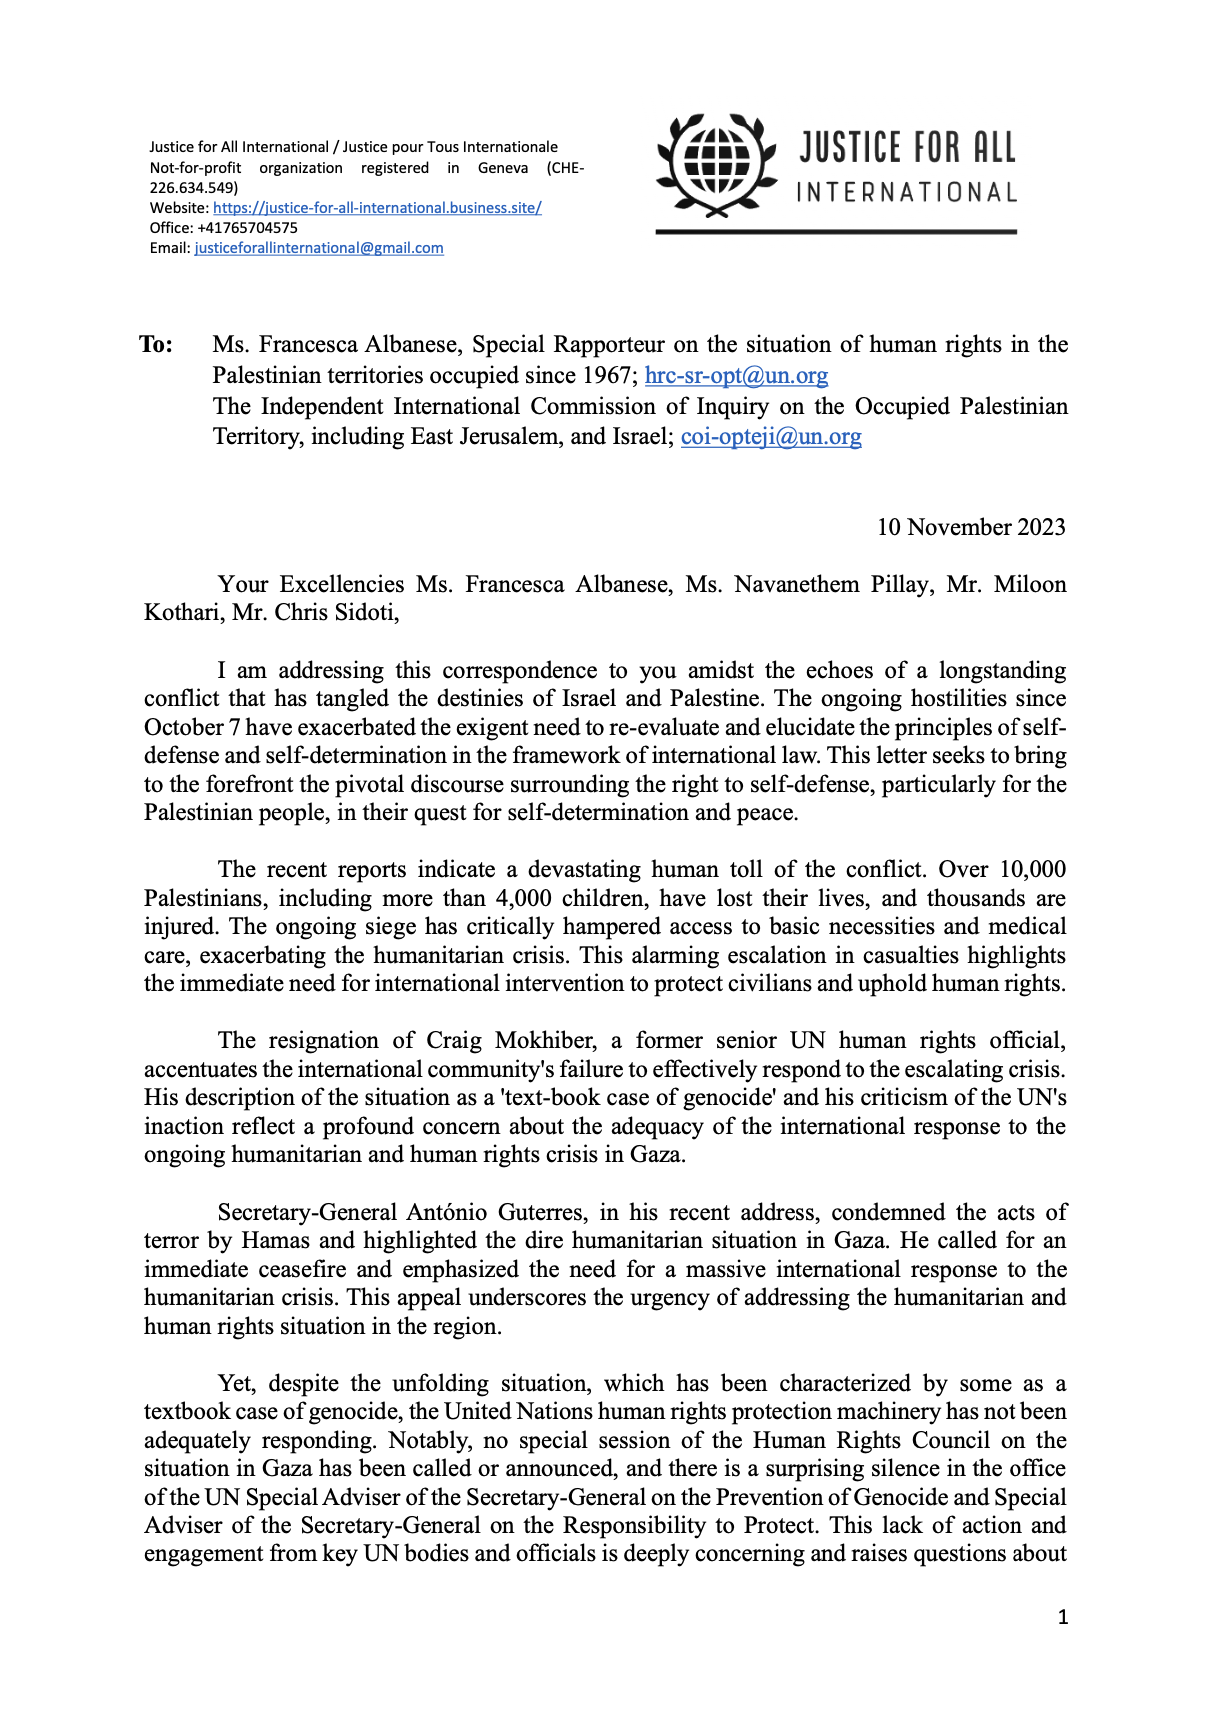 Justice for All International / Justice pour Tous Internationale
Not-for-profit organization registered in Geneva (CHE-
226.634.549)
Website: https://justice-for-all-international.business.site/
Office: +41765704575
Email: justiceforallinternational@gmail.com
JUSTICE FOR ALL
INTERNATIONAL
To: Ms. Francesca Albanese, Special Rapporteur on the situation of human rights in the
Palestinian territories occupied since 1967; hrc-sr-opt@un.org
The Independent International Commission of Inquiry on the Occupied Palestinian
Territory, including East Jerusalem, and Israel; coi-opteji@un.org
10 November 2023
Your Excellencies Ms. Francesca Albanese, Ms. Navanethem Pillay, Mr. Miloon
Kothari, Mr. Chris Sidoti,
I am addressing this correspondence to you amidst the echoes of a longstanding
conflict that has tangled the destinies of Israel and Palestine. The ongoing hostilities since
October 7 have exacerbated the exigent need to re-evaluate and elucidate the principles of self-
defense and self-determination in the framework of international law. This letter seeks to bring
to the forefront the pivotal discourse surrounding the right to self-defense, particularly for the
Palestinian people, in their quest for self-determination and peace.
The recent reports indicate a devastating human toll of the conflict. Over 10,000
Palestinians, including more than 4,000 children, have lost their lives, and thousands are
injured. The ongoing siege has critically hampered access to basic necessities and medical
care, exacerbating the humanitarian crisis. This alarming escalation in casualties highlights
the immediate need for international intervention to protect civilians and uphold human rights.
The resignation of Craig Mokhiber, a former senior UN human rights official,
accentuates the international community's failure to effectively respond to the escalating crisis.
His description of the situation as a 'text-book case of genocide' and his criticism of the UN's
inaction reflect a profound concern about the adequacy of the international response to the
ongoing humanitarian and human rights crisis in Gaza.
Secretary-General António Guterres, in his recent address, condemned the acts of
terror by Hamas and highlighted the dire humanitarian situation in Gaza. He called for an
immediate ceasefire and emphasized the need for a massive international response to the
humanitarian crisis. This appeal underscores the urgency of addressing the humanitarian and
human rights situation in the region.
Yet, despite the unfolding situation, which has been characterized by some as a
textbook case of genocide, the United Nations human rights protection machinery has not been
adequately responding. Notably, no special session of the Human Rights Council on the
situation in Gaza has been called or announced, and there is a surprising silence in the office
of the UN Special Adviser of the Secretary-General on the Prevention of Genocide and Special
Adviser of the Secretary-General on the Responsibility to Protect. This lack of action and
engagement from key UN bodies and officials is deeply concerning and raises questions about
1